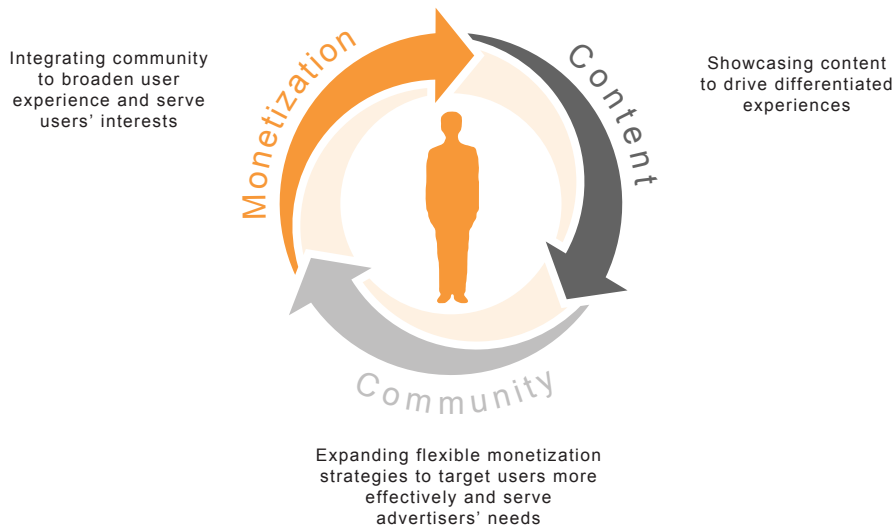 Integrating community
to broaden user
experience and serve
users’ interests
Monetization
Content
Showcasing content
to drive differentiated
experiences
Community
Expanding flexible monetization
strategies to target users more
effectively and serve
advertisers’ needs